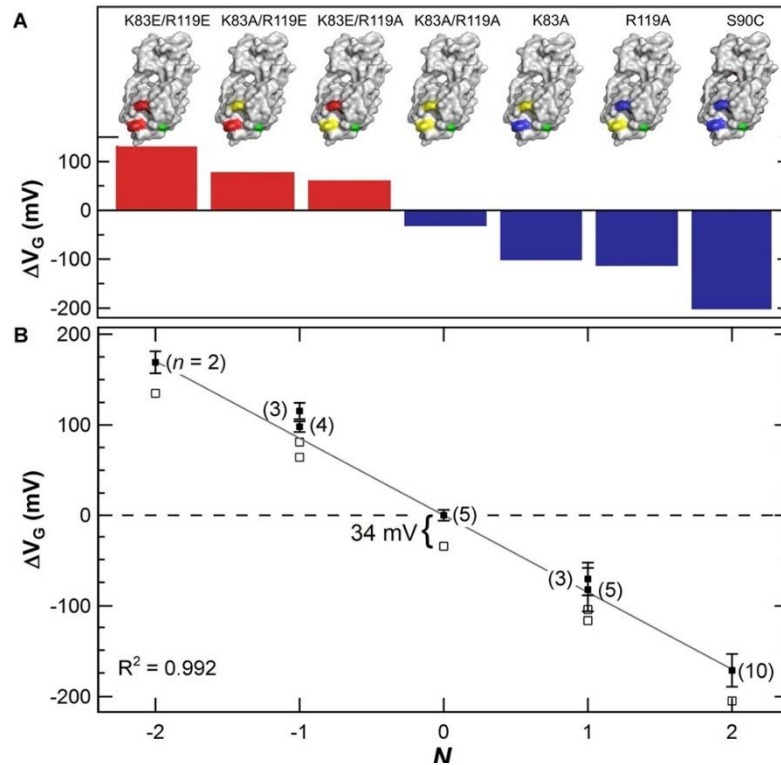 A
K83E/R119E K83A/R119E K83E/R119A K83A/R119A K83A R119A S90C
100
0
-100
-200
ΔV_G (mV)
B
200
100
0
-100
-200
ΔV_G (mV)
(n = 2)
(3) (4)
(5)
34 mV {
(3) (5)
(10)
R² = 0.992
-2 -1 0 1 2
N